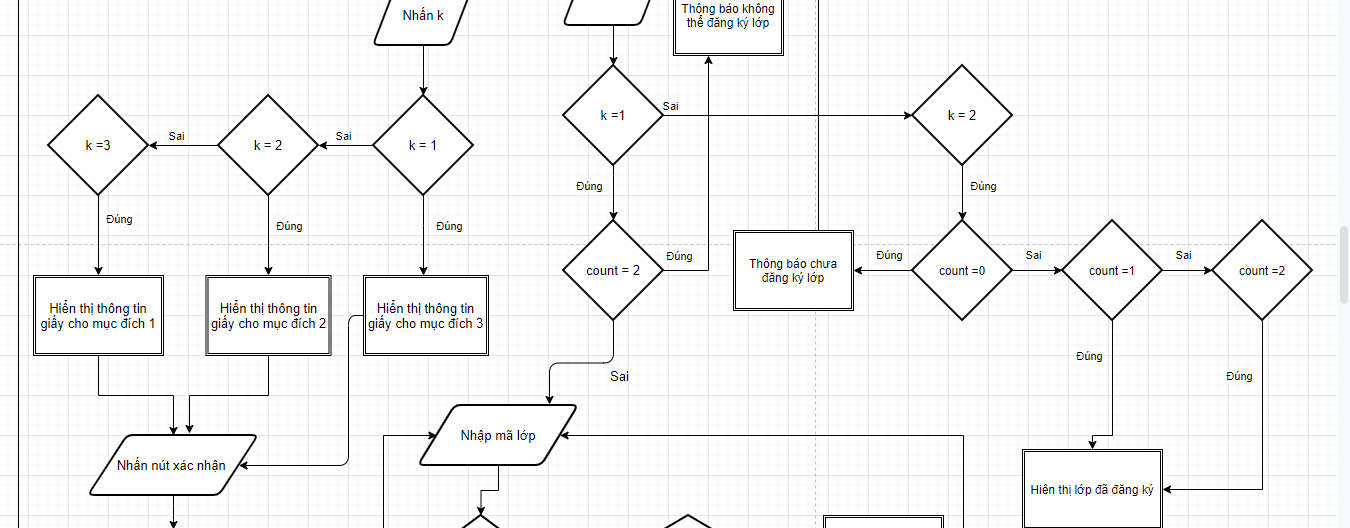 Nhấn k
Thông báo không
thể đăng ký lớp
k =1
Sai
k = 2
k =3
Sai
k = 2
Sai
k = 1
Đúng
Đúng
Đúng
Đúng
Đúng
count = 2
Đúng
Thông báo chưa
đăng ký lớp
Đúng
count =0
Sai
count =1
Sai
count =2
Hiển thị thông tin
giấy cho mục đích 1
Hiển thị thông tin
giấy cho mục đích 2
Hiển thị thông tin
giấy cho mục đích 3
Sai
Đúng
Đúng
Nhập mã lớp
Nhấn nút xác nhận
Hiên thị lớp đã đăng ký